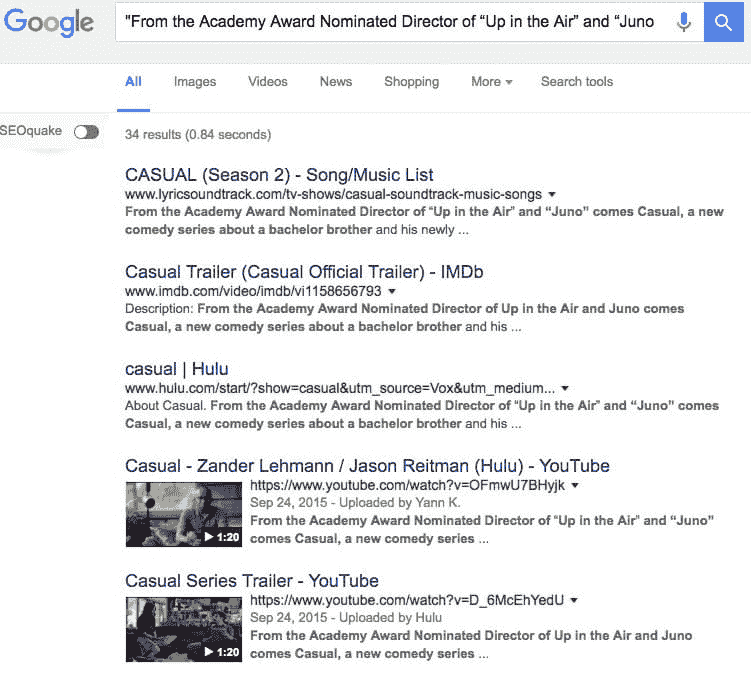 Google "From the Academy Award Nominated Director of “Up in the Air” and “Juno
All Images Videos News Shopping More Search tools
SEOquake
34 results (0.84 seconds)
CASUAL (Season 2) - Song/Music List
www.lyricsoundtrack.com/tv-shows/casual-soundtrack-music-songs
From the Academy Award Nominated Director of “Up in the Air” and “Juno” comes Casual, a new
comedy series about a bachelor brother and his newly ...
Casual Trailer (Casual Official Trailer) - IMDb
www.imdb.com/video/imdb/vi1158656793
Description: From the Academy Award Nominated Director of Up in the Air and Juno comes
Casual, a new comedy series about a bachelor brother and his ...
casual | Hulu
www.hulu.com/start/?show=casual&utm_source=Vox&utm_medium...
About Casual. From the Academy Award Nominated Director of “Up in the Air” and “Juno” comes
Casual, a new comedy series about a bachelor brother and his ...
Casual - Zander Lehmann / Jason Reitman (Hulu) - YouTube
https://www.youtube.com/watch?v=OFmwU7BHyjk
Sep 24, 2015 - Uploaded by Yann K.
From the Academy Award Nominated Director of “Up in the Air” and “Juno”
1:20
comes Casual, a new comedy series ...
Casual Series Trailer - YouTube
https://www.youtube.com/watch?v=D_6McEhYedU
Sep 24, 2015 - Uploaded by Hulu
From the Academy Award Nominated Director of Up in the Air and Juno
1:20
comes Casual, a new comedy series ...